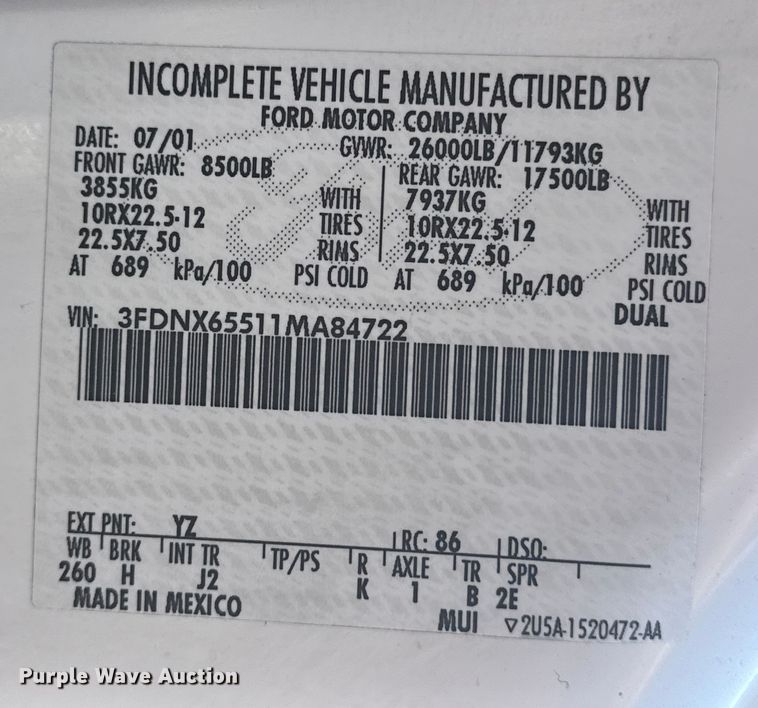 INCOMPLETE VEHICLE MANUFACTURED BY
FORD MOTOR COMPANY
DATE: 07/01 GVWR: 26000LB/11793KG
FRONT GAWR: 8500LB REAR GAWR: 17500LB
3855KG WITH 7937KG WITH
10RX22.5-12 TIRES 10RX22.5-12 TIRES
22.5X7.50 RIMS 22.5X7.50 RIMS
AT 689 kPa/100 PSI COLD AT 689 kPa/100 PSI COLD
DUAL
VIN: 3FDNX65511MA84722
EXT PNT: YZ RC: 86 DSO:
WB BRK INT TR TP/PS R AXLE TR SPR
260 H J2 K 1 B 2E
MADE IN MEXICO MUI ▽2U5A-1520472-AA
Purple Wave Auction